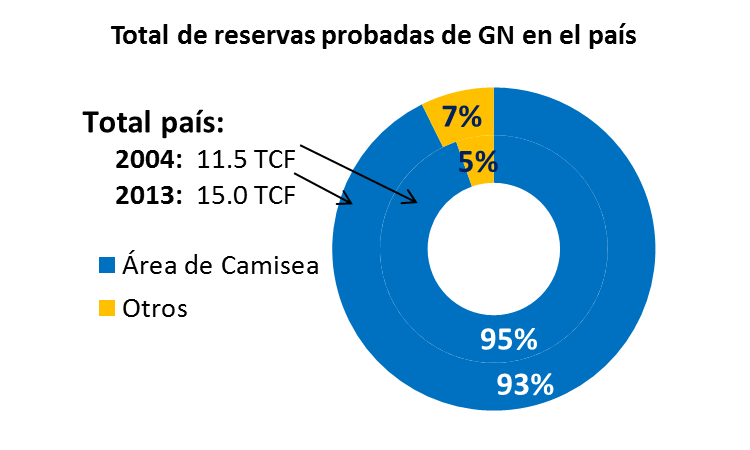 Total de reservas probadas de GN en el país
Total país:
2004: 11.5 TCF
2013: 15.0 TCF
Área de Camisea
Otros
7%
5%
95%
93%